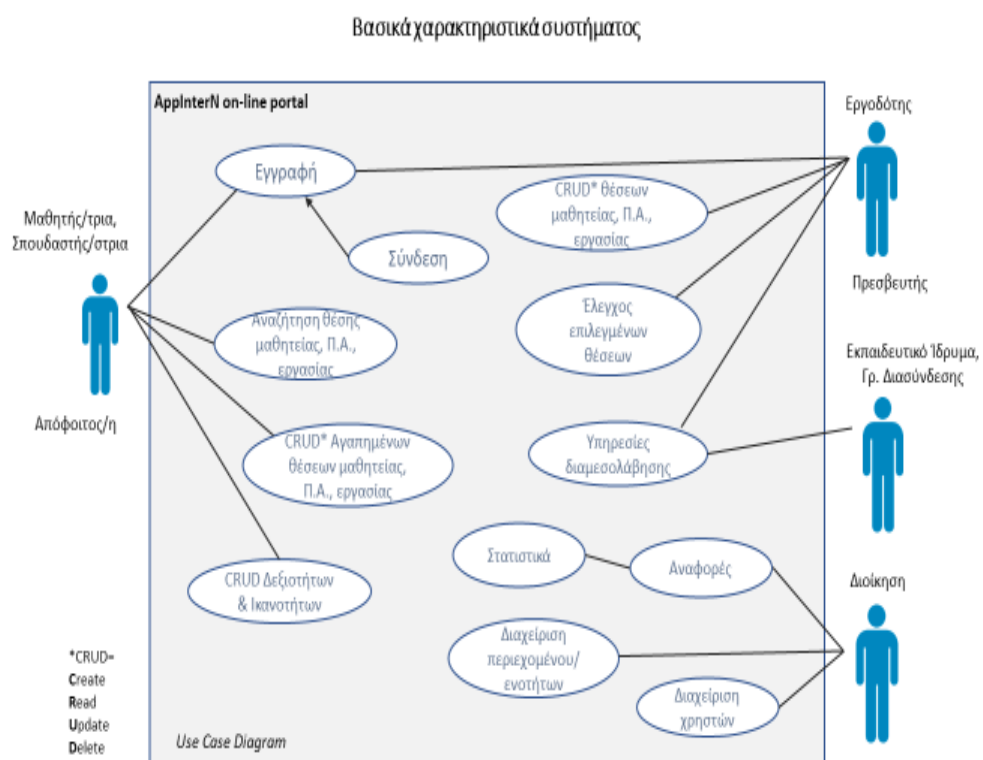 Βασικά χαρακτηριστικά συστήματος
AppInterN on-line portal
Εργοδότης
Εγγραφή
CRUD* θέσεων
μαθητείας, Π.Α.,
εργασίας
Μαθητής/τρια,
Σπουδαστής/στρια
Σύνδεση
Πρεσβευτής
Έλεγχος
επιλεγμένων
θέσεων
Αναζήτηση θέσης
μαθητείας, Π.Α.,
εργασίας
Εκπαιδευτικό Ίδρυμα,
Γρ. Διασύνδεσης
Απόφοιτος/η
CRUD* Αγαπημένων
θέσεων μαθητείας,
Π.Α., εργασίας
Υπηρεσίες
διαμεσολάβησης
Στατιστικά
Αναφορές
Διοίκηση
CRUD Δεξιοτήτων
& Ικανοτήτων
Διαχείριση
περιεχομένου/
ενοτήτων
Διαχείριση
χρηστών
*CRUD=
Create
Read
Update
Delete
Use Case Diagram